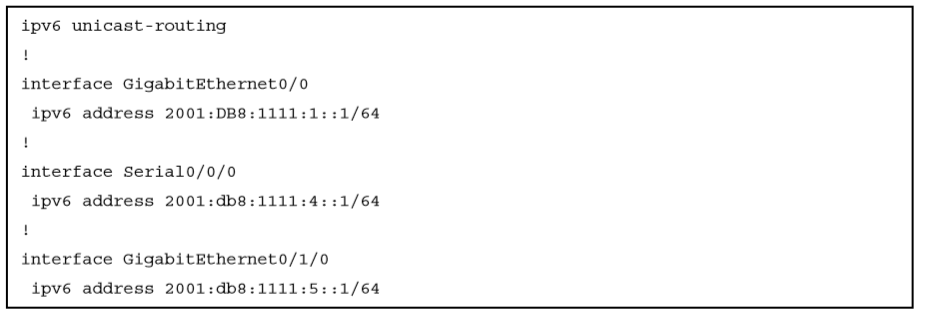 ipv6 unicast-routing
!
interface GigabitEthernet0/0
ipv6 address 2001:DB8:1111:1::1/64
!
interface Serial0/0/0
ipv6 address 2001:db8:1111:4::1/64
!
interface GigabitEthernet0/1/0
ipv6 address 2001:db8:1111:5::1/64